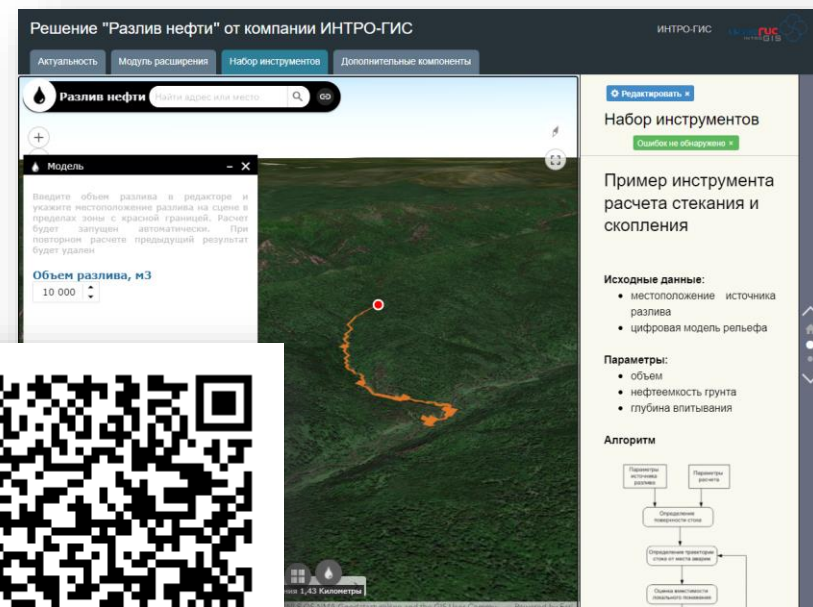 Решение "Разлив нефти" от компании ИНТРО-ГИС
ИНТРО-ГИС
Актуальность
Модуль расширения
Набор инструментов
Дополнительные компоненты
Разлив нефти
Найти адрес или место
Модель
Введите объем разлива в редакторе и
укажите местоположение разлива на сцене в
пределах зоны с красной границей. Расчет
будет запущен автоматически. При
повторном расчете предыдущий результат
будет удален
Объем разлива, м3
10 000
1,43 Километры
Редактировать ×
Набор инструментов
Ошибок не обнаружено ×
Пример инструмента
расчета стекания и
скопления
Исходные данные:
• местоположение источника
разлива
• цифровая модель рельефа
Параметры:
• объем
• нефтеемкость грунта
• глубина впитывания
Алгоритм
Параметры
источника
разлива
Параметры
расчета
Определение
поверхности стока
Определение траектории
стока от места аварии
Оценка вместимости
локального понижения